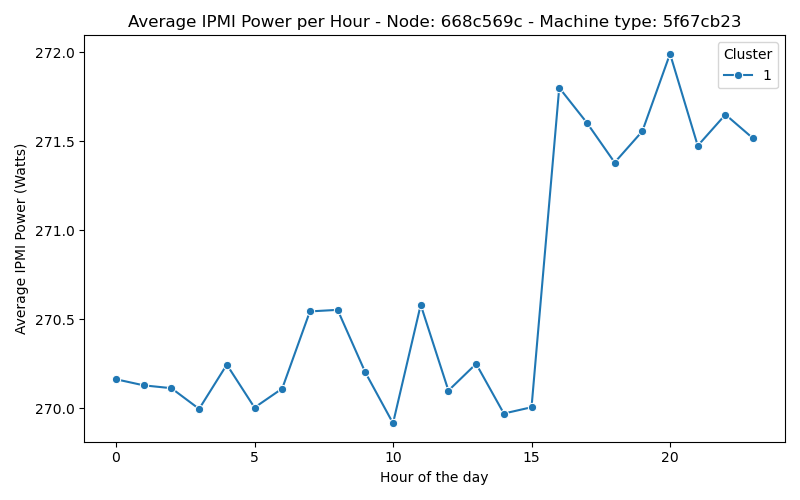 Average IPMI Power per Hour - Node: 668c569c - Machine type: 5f67cb23
Cluster
1
272.0
271.5
271.0
270.5
270.0
Average IPMI Power (Watts)
0 5 10 15 20
Hour of the day